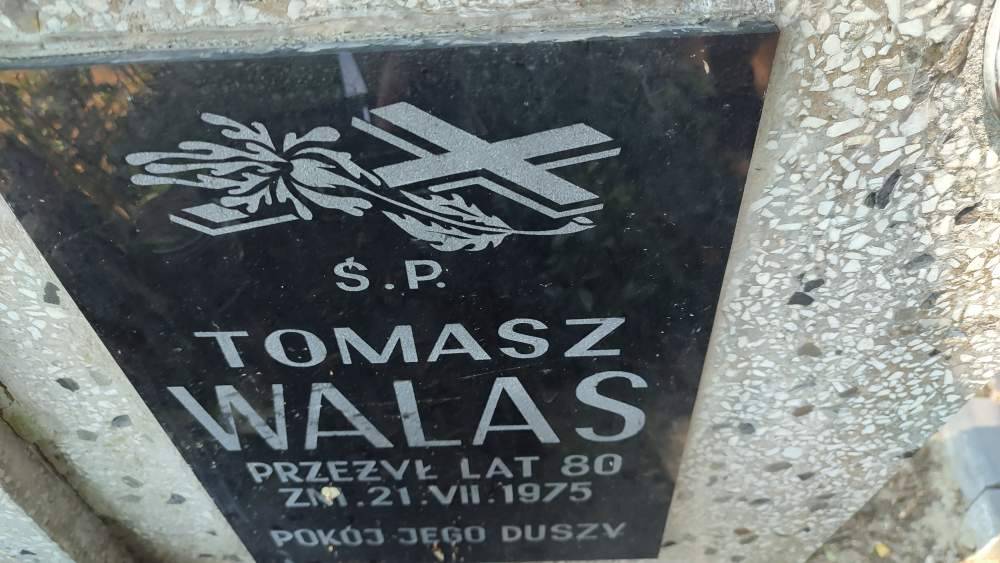 Ś.P.
TOMASZ
WALAS
PRZEŻYŁ LAT 80
ZM.21.VII.1975
POKÓJ JEGO DUSZY